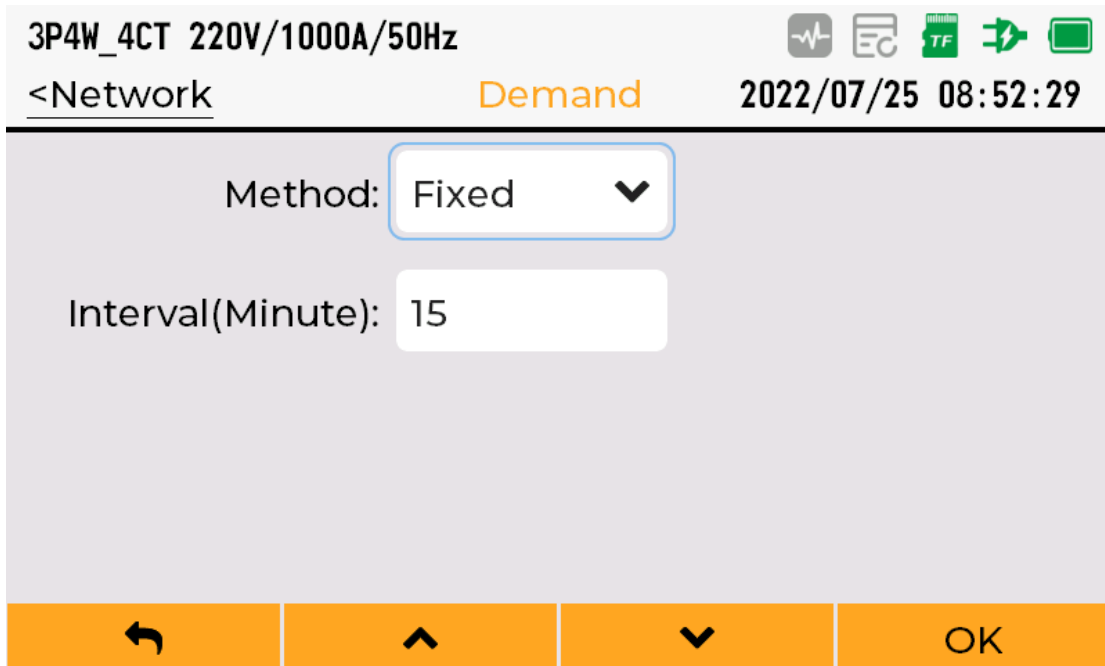 3P4W_4CT 220V/1000A/50Hz
TF
<Network Demand 2022/07/25 08:52:29
Method: Fixed
Interval(Minute): 15
OK